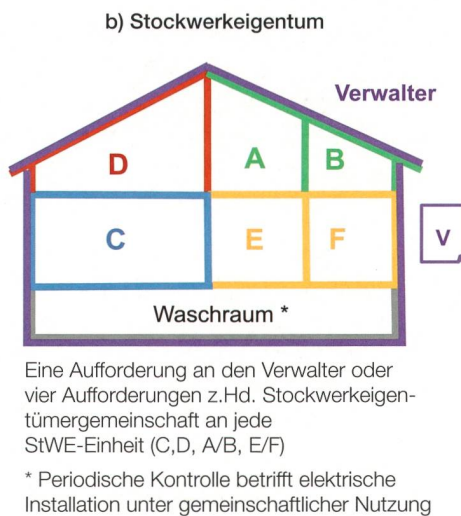 b) Stockwerkeigentum
Verwalter
D
A
B
C
E
F
V
Waschraum *
Eine Aufforderung an den Verwalter oder
vier Aufforderungen z.Hd. Stockwerkeigen-
tümergemeinschaft an jede
StWE-Einheit (C,D, A/B, E/F)
* Periodische Kontrolle betrifft elektrische
Installation unter gemeinschaftlicher Nutzung